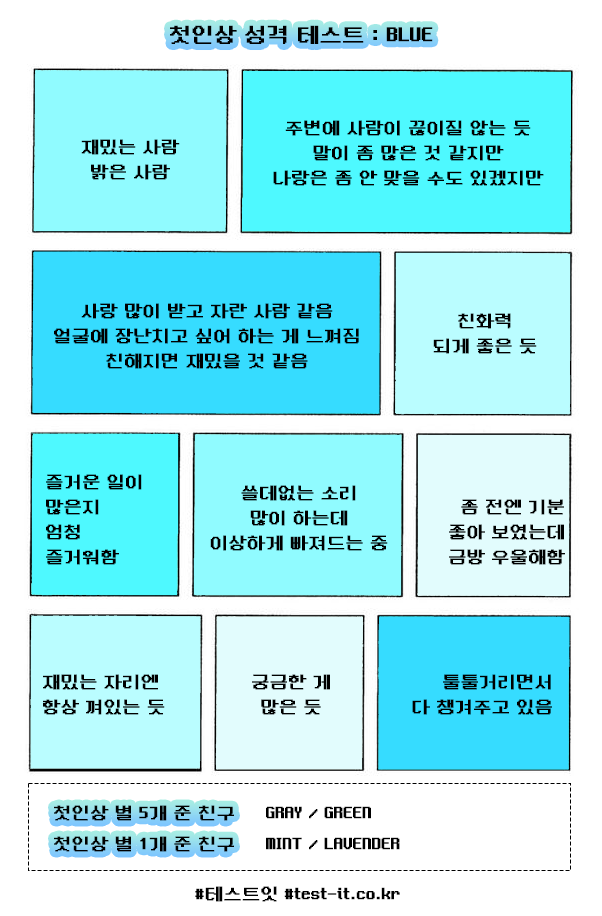 첫인상 성격 테스트 : BLUE
재밌는 사람
밝은 사람
주변에 사람이 끊이질 않는 듯
말이 좀 많은 것 같지만
나랑은 좀 안 맞을 수도 있겠지만
사랑 많이 받고 자란 사람 같음
얼굴에 장난치고 싶어 하는 게 느껴짐
친해지면 재밌을 것 같음
친화력
되게 좋은 듯
즐거운 일이
많은지
엄청
즐거워함
쓸데없는 소리
많이 하는데
이상하게 빠져드는 중
좀 전엔 기분
좋아 보였는데
금방 우울해함
재밌는 자리엔
항상 껴있는 듯
궁금한 게
많은 듯
툴툴거리면서
다 챙겨주고 있음
첫인상 별 5개 준 친구 GRAY / GREEN
첫인상 별 1개 준 친구 MINT / LAVENDER
#테스트잇 #test-it.co.kr